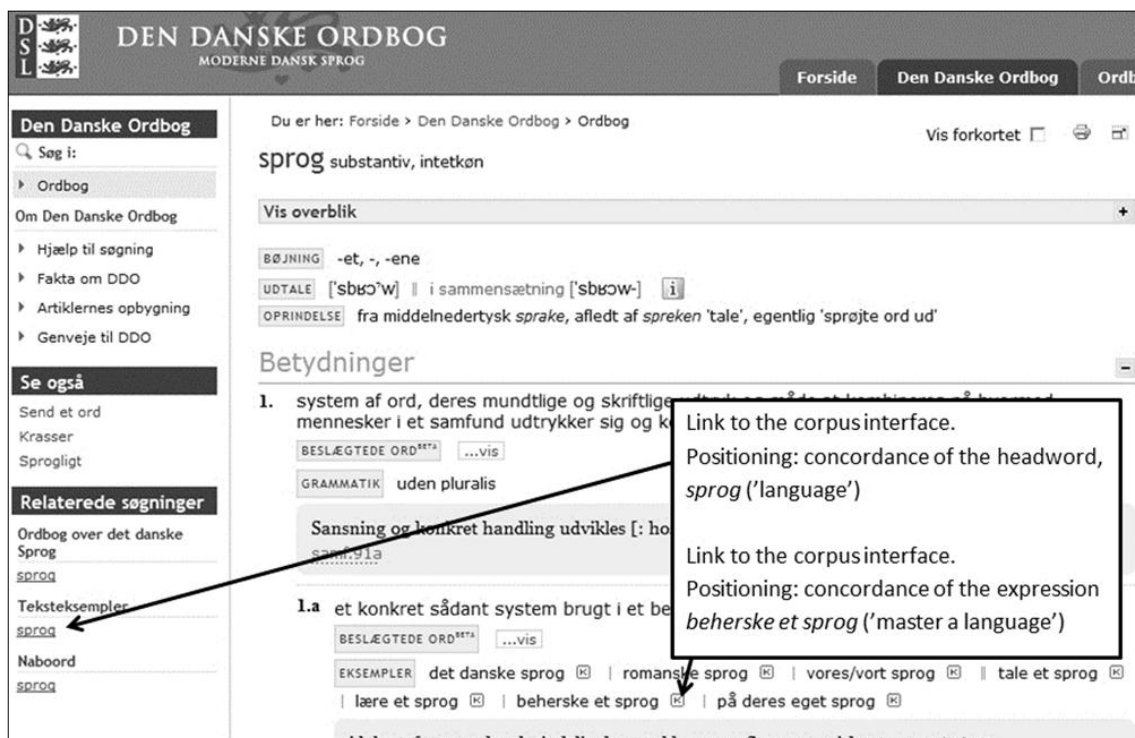 D
S
L
DEN DANSKE ORDBOG
MODERNE DANSK SPROG
Forside
Den Danske Ordbog
Ordb
Den Danske Ordbog
Søg i:
Ordbog
Om Den Danske Ordbog
Hjælp til søgning
Fakta om DDO
Artiklernes opbygning
Genveje til DDO
Se også
Send et ord
Krasser
Sprogligt
Relaterede søgninger
Ordbog over det danske
Sprog
sprog
Teksteksempler
sprog
Naboord
sprog
Du er her: Forside > Den Danske Ordbog > Ordbog
Vis forkortet
sprog substantiv, intetkøn
Vis overblik +
BØJNING -et, -, -ene
UDTALE ['sbʁɔˀw] || i sammensætning ['sbʁɔw-] i
OPRINDELSE fra middelnedertysk sprake, afledt af spreken 'tale', egentlig 'sprøjte ord ud'
Betydninger –
1. system af ord, deres mundtlige og skriftlige
mennesker i et samfund udtrykker sig og
BESLÆGTEDE ORD BETA ...vis
GRAMMATIK uden pluralis
Sansning og konkret handling udvikles [: ho
samf.91a
1.a et konkret sådant system brugt i et be
BESLÆGTEDE ORD BETA ...vis
EKSEMPLER det danske sprog K | romanske sprog K | vores/vort sprog K || tale et sprog K
| lære et sprog K | beherske et sprog K | på deres eget sprog K
Link to the corpus interface.
Positioning: concordance of the headword,
sprog ('language')
Link to the corpus interface.
Positioning: concordance of the expression
beherske et sprog ('master a language')